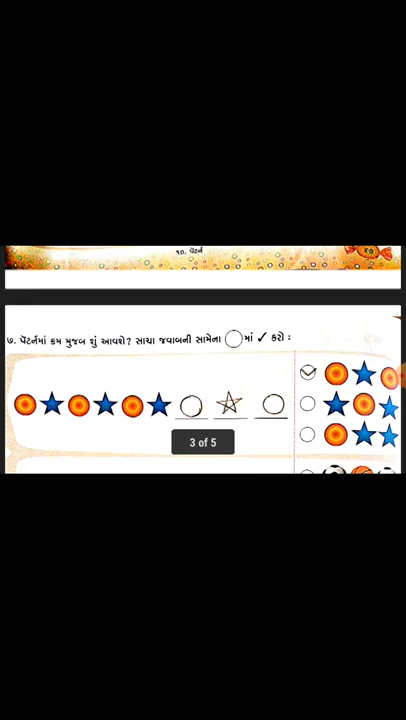 ૧૦. પૅટર્ન
૭. પૅટર્નમાં ક્રમ મુજબ શું આવશે? સાચા જવાબની સામેના ◯ માં ✓ કરો :
3 of 5